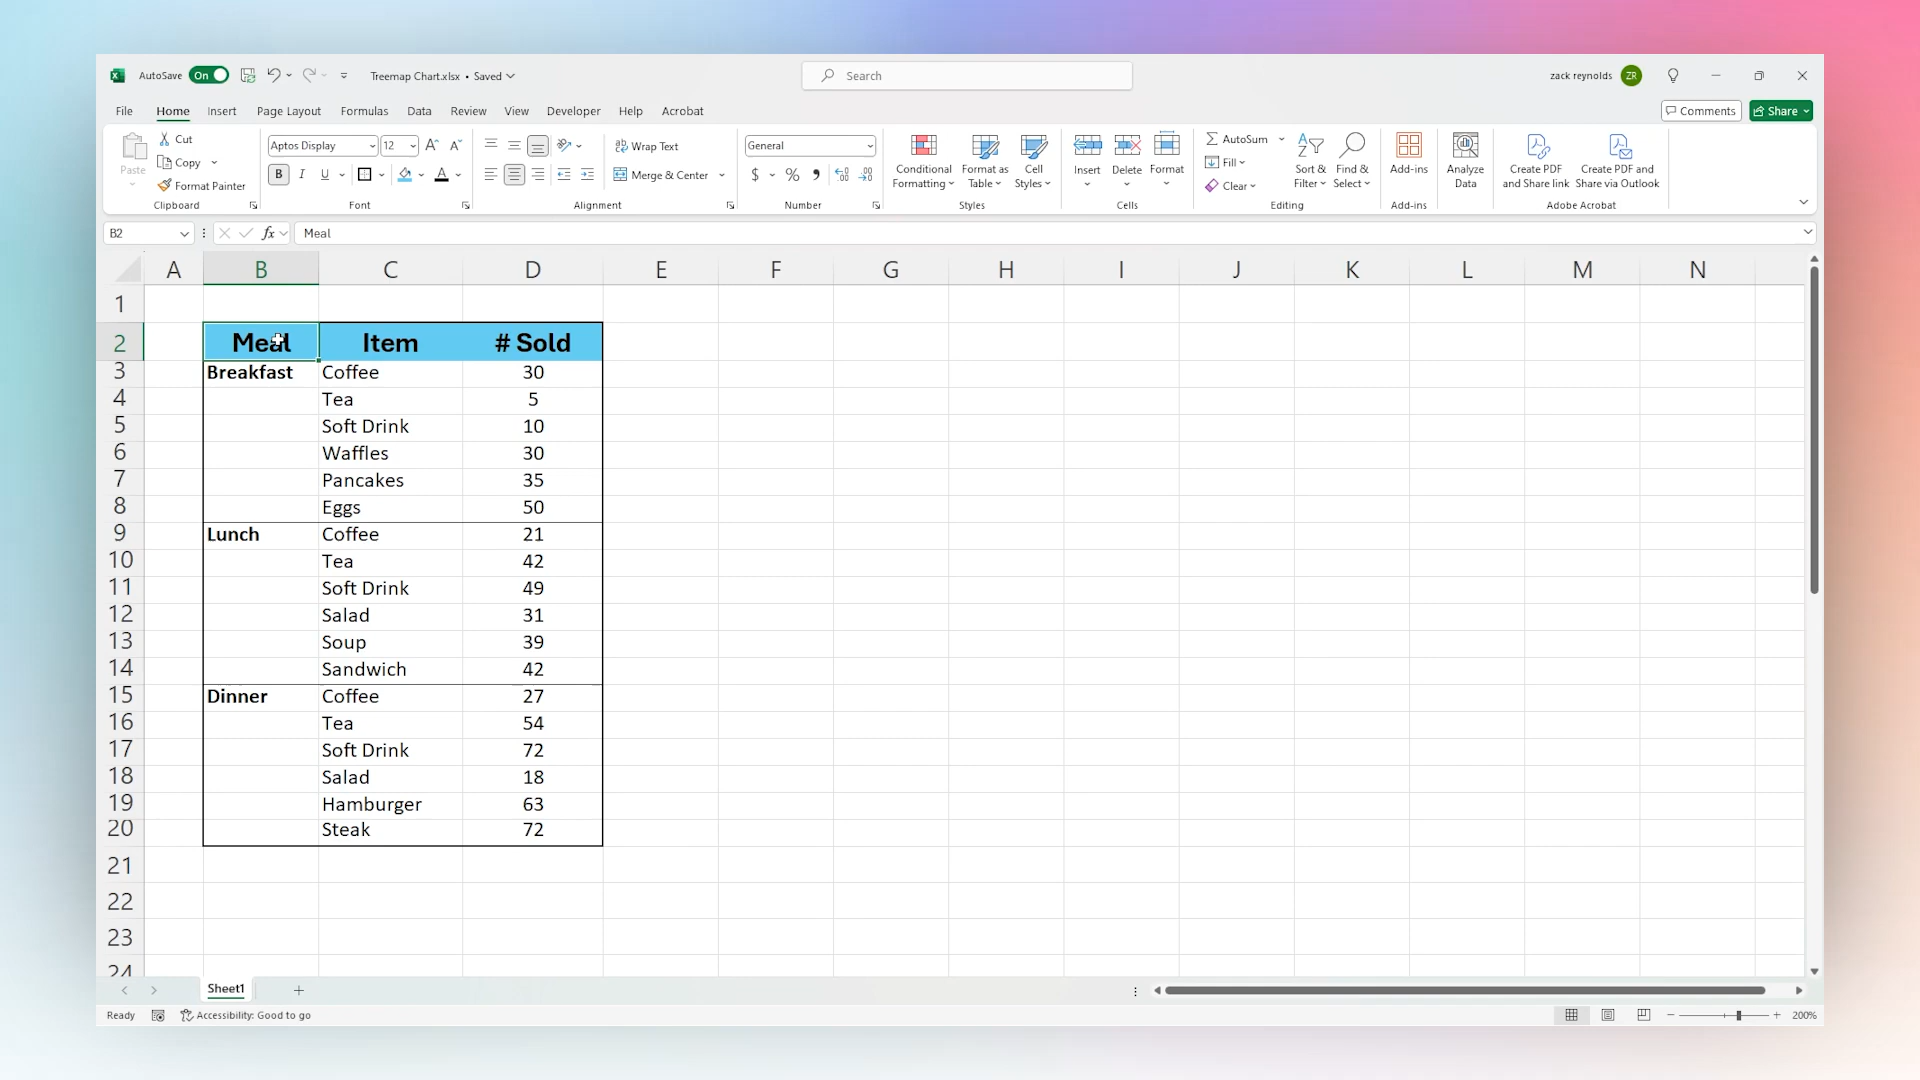 AutoSave On Treemap Chart.xlsx • Saved Search zack reynolds ZR
File Home Insert Page Layout Formulas Data Review View Developer Help Acrobat Comments Share
Paste Cut Copy Format Painter Clipboard
Aptos Display 12 B I U A Font
Wrap Text Merge & Center Alignment
General $ % Number
Conditional Formatting Format as Table Cell Styles Styles
Insert Delete Format Cells
AutoSum Fill Clear Sort & Filter Find & Select Editing
Add-ins Add-ins
Analyze Data
Create PDF and Share link Create PDF and Share via Outlook Adobe Acrobat
B2 fx Meal
A B C D E F G H I J K L M N
1
2 Meal Item # Sold
3 Breakfast Coffee 30
4 Tea 5
5 Soft Drink 10
6 Waffles 30
7 Pancakes 35
8 Eggs 50
9 Lunch Coffee 21
10 Tea 42
11 Soft Drink 49
12 Salad 31
13 Soup 39
14 Sandwich 42
15 Dinner Coffee 27
16 Tea 54
17 Soft Drink 72
18 Salad 18
19 Hamburger 63
20 Steak 72
21
22
23
24
Sheet1
Ready Accessibility: Good to go 200%